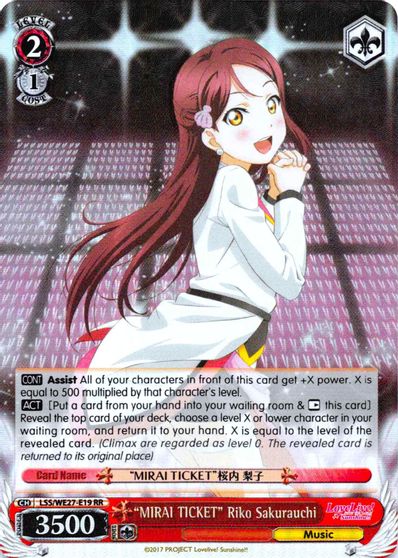 LEVEL
2
1
COST
CONT Assist All of your characters in front of this card get +X power. X is
equal to 500 multiplied by that character's level.
ACT [Put a card from your hand into your waiting room & this card]
Reveal the top card of your deck, choose a level X or lower character in your
waiting room, and return it to your hand. X is equal to the level of the
revealed card. (Climax are regarded as level 0. The revealed card is
returned to its original place)
Card Name
"MIRAI TICKET"桜内 梨子
CH LSS/WE27-E19 RR
POWER
3500
"MIRAI TICKET" Riko Sakurauchi
LoveLive!
Sunshine!!
Music
©2017 PROJECT Lovelive! Sunshine!!